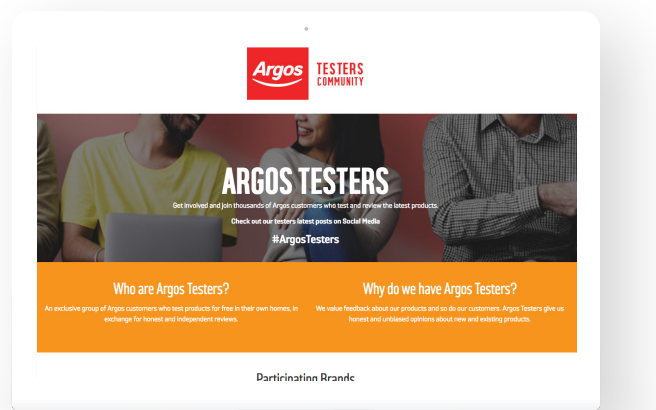 Argos
TESTERS
COMMUNITY
ARGOS TESTERS
Get involved and join thousands of Argos customers who test and review the latest products.
Check out our testers latest posts on Social Media
#ArgosTesters
Who are Argos Testers?
An exclusive group of Argos customers who test products for free in their own homes, in
exchange for honest and independent reviews.
Why do we have Argos Testers?
We value feedback about our products and so do our customers. Argos Testers give us
honest and unbiased opinions about new and existing products.
Participating Brands